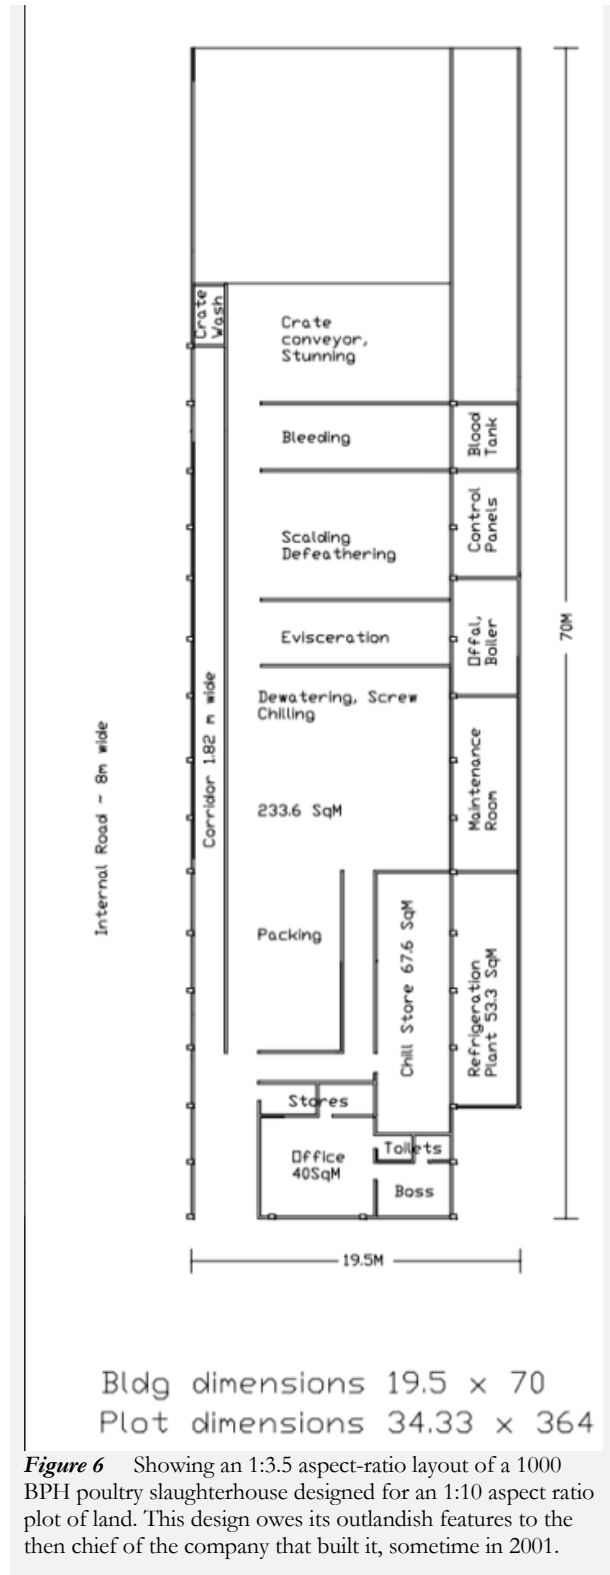 Crate
Wash
Crate
conveyor,
Stunning
Bleeding
Blood
Tank
Scalding
Defeathering
Control
Panels
Evisceration
Offal,
Boiler
70M
Internal Road ~ 8m wide
Corridor 1.82 m wide
Dewatering, Screw
Chilling
Maintenance
Room
233.6 SqM
Packing
Chill Store 67.6 SqM
Refrigeration
Plant 53.3 SqM
Stores
Office
40SqM
Toilets
Boss
19.5M
Bldg dimensions 19.5 x 70
Plot dimensions 34.33 x 364
Figure 6 Showing an 1:3.5 aspect-ratio layout of a 1000
BPH poultry slaughterhouse designed for an 1:10 aspect ratio
plot of land. This design owes its outlandish features to the
then chief of the company that built it, sometime in 2001.